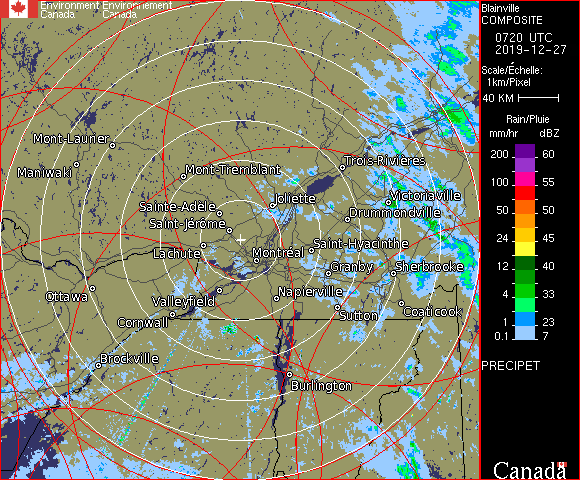 Environment Environnement
Canada Canada
Blainville
COMPOSITE
0720 UTC
2019-12-27
Scale/Échelle:
1km/Pixel
40 KM
Rain/Pluie
mm/hr dBZ
200 60
100 55
50 50
24 45
12 40
4 33
1 23
0.1 7
PRECIPET
Canada
Mont-Laurier
Maniwaki
Mont-Tremblant
Trois-Rivieres
Joliette
Victoriaville
Sainte-Adele
Drummondville
Saint-Jérôme
Lachute
Montréal
Saint-Hyacinthe
Granby
Sherbrooke
Ottawa
Valleyfield
Napierville
Cornwall
Sutton
Coaticook
Brockville
Burlington